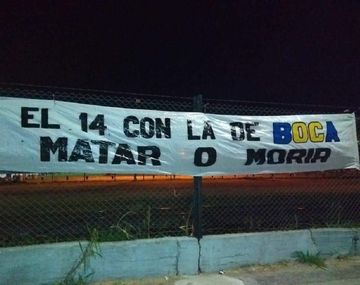 EL 14 CON LA DE BOCA
MATAR O MORIR